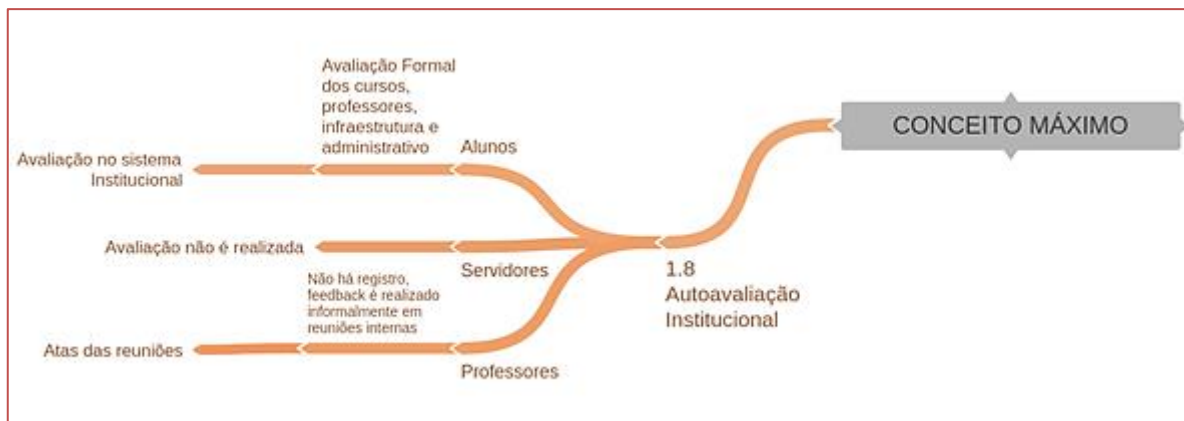 Avaliação Formal
dos cursos,
professores,
infraestrutura e
administrativo
Alunos
Avaliação no sistema
Institucional
CONCEITO MÁXIMO
Avaliação não é realizada
Servidores
1.8
Autoavaliação
Institucional
Não há registro,
feedback é realizado
informalmente em
reuniões internas
Atas das reuniões
Professores